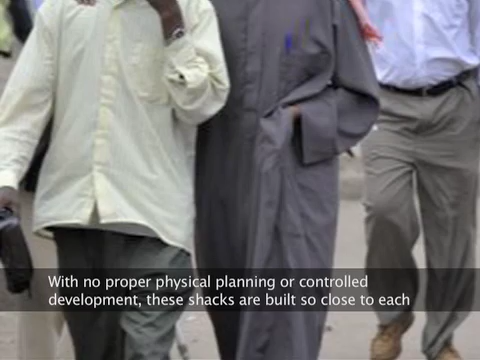 With no proper physical planning or controlled
development, these shacks are built so close to each